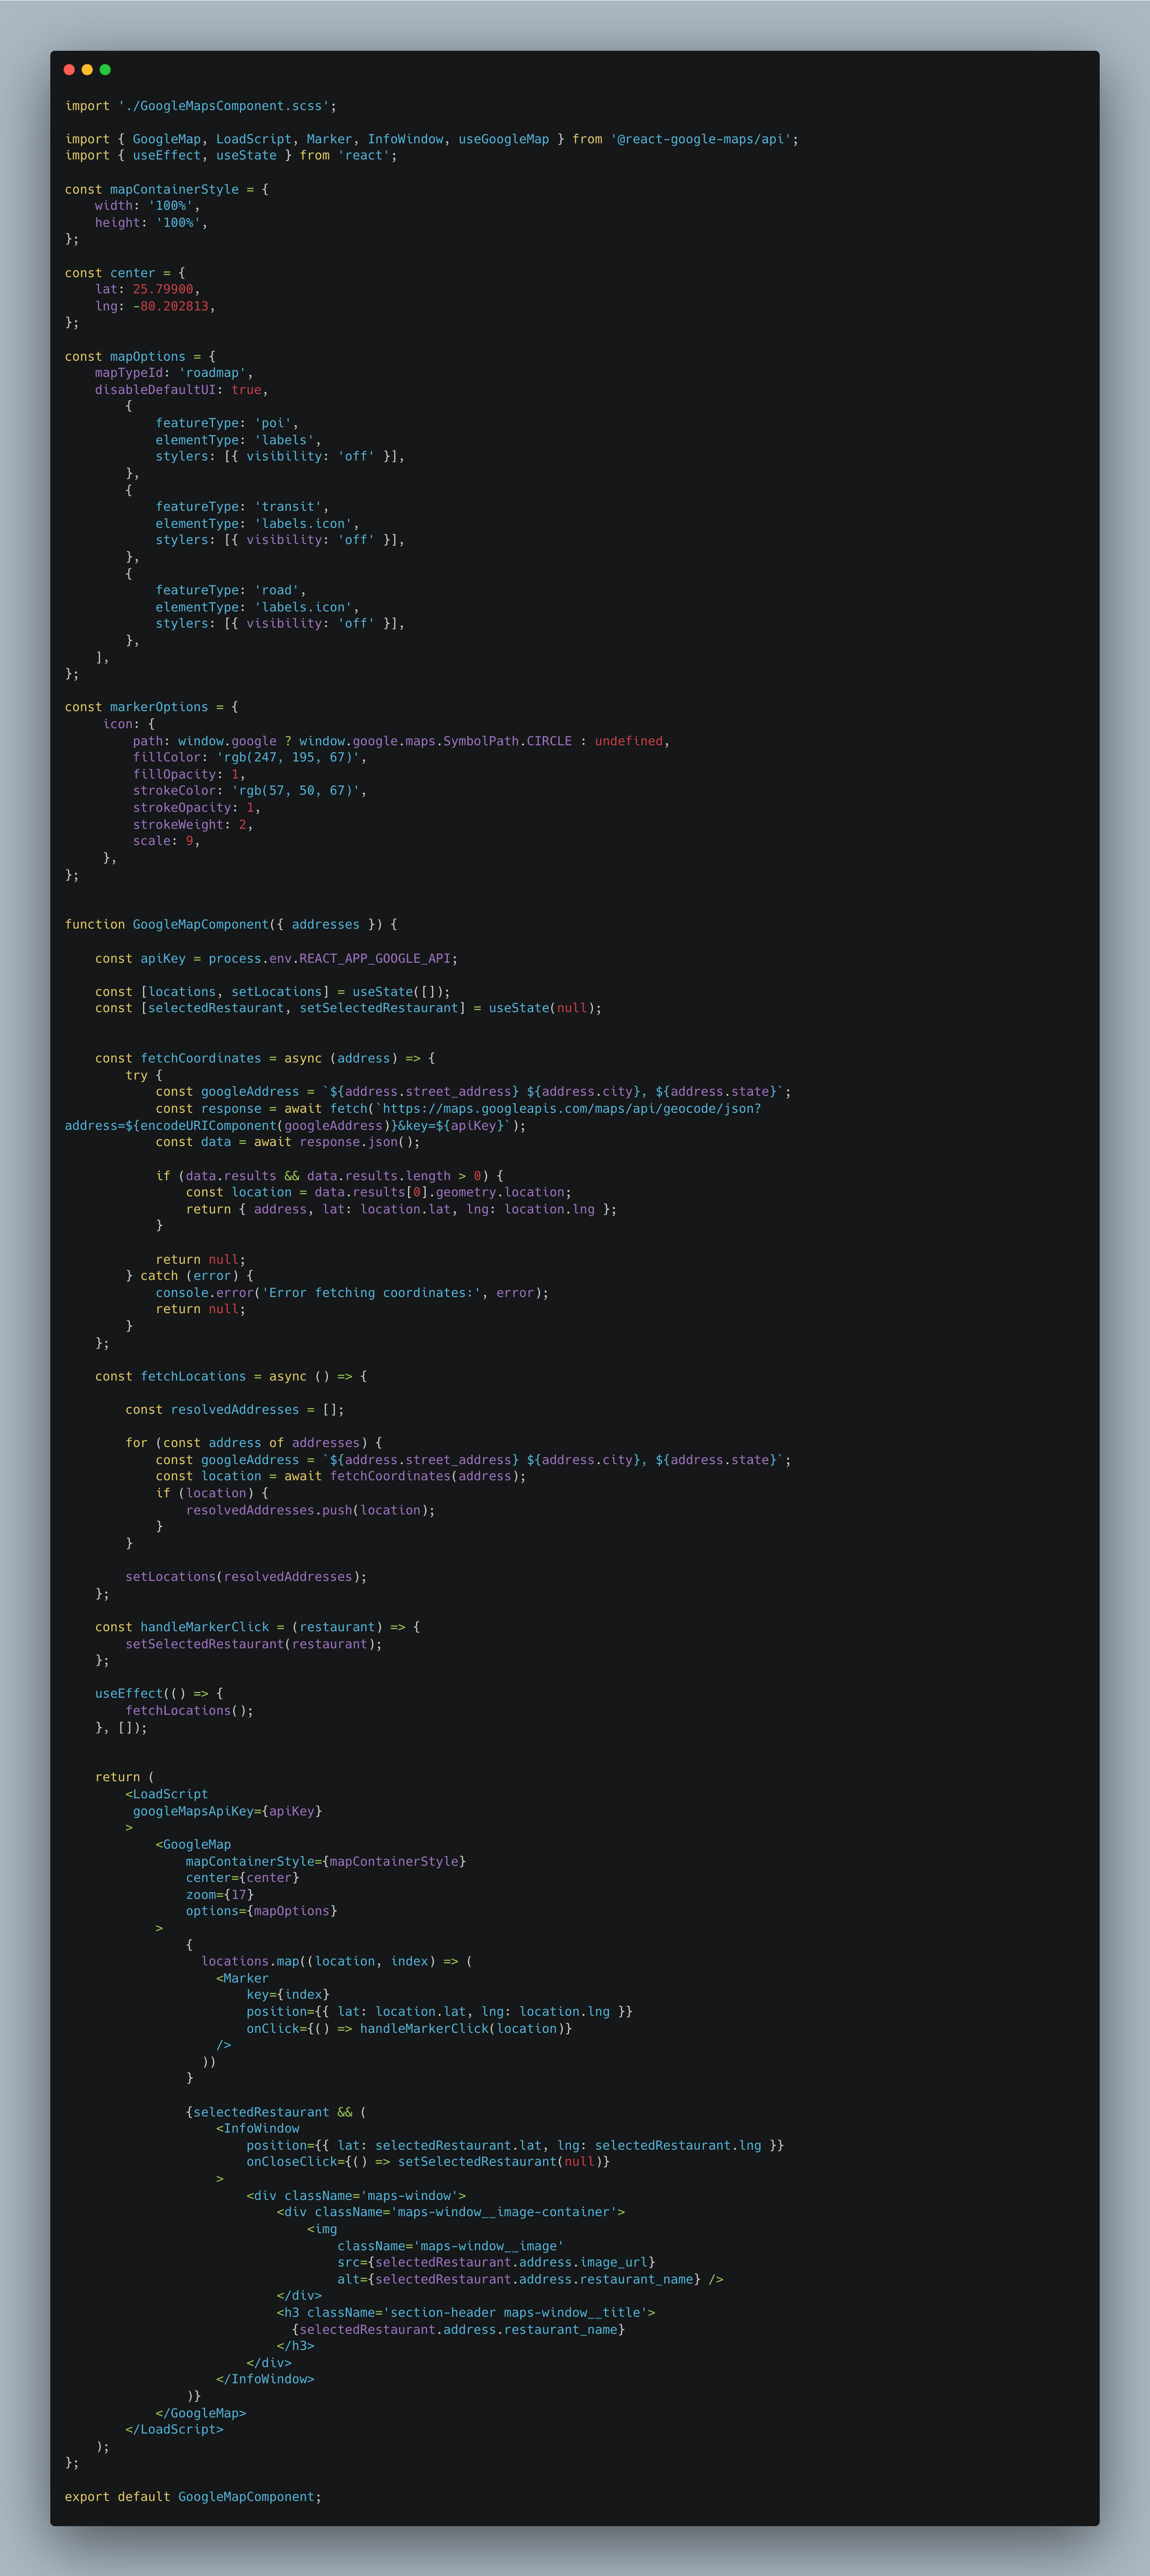 import './GoogleMapsComponent.scss';

import { GoogleMap, LoadScript, Marker, InfoWindow, useGoogleMap } from '@react-google-maps/api';
import { useEffect, useState } from 'react';

const mapContainerStyle = {
    width: '100%',
    height: '100%',
};

const center = {
    lat: 25.79900,
    lng: -80.202813,
};

const mapOptions = {
    mapTypeId: 'roadmap',
    disableDefaultUI: true,
        {
            featureType: 'poi',
            elementType: 'labels',
            stylers: [{ visibility: 'off' }],
        },
        {
            featureType: 'transit',
            elementType: 'labels.icon',
            stylers: [{ visibility: 'off' }],
        },
        {
            featureType: 'road',
            elementType: 'labels.icon',
            stylers: [{ visibility: 'off' }],
        },
    ],
};

const markerOptions = {
     icon: {
         path: window.google ? window.google.maps.SymbolPath.CIRCLE : undefined,
         fillColor: 'rgb(247, 195, 67)',
         fillOpacity: 1,
         strokeColor: 'rgb(57, 50, 67)',
         strokeOpacity: 1,
         strokeWeight: 2,
         scale: 9,
     },
};


function GoogleMapComponent({ addresses }) {

    const apiKey = process.env.REACT_APP_GOOGLE_API;

    const [locations, setLocations] = useState([]);
    const [selectedRestaurant, setSelectedRestaurant] = useState(null);


    const fetchCoordinates = async (address) => {
        try {
            const googleAddress = `${address.street_address} ${address.city}, ${address.state}`;
            const response = await fetch(`https://maps.googleapis.com/maps/api/geocode/json?
address=${encodeURIComponent(googleAddress)}&key=${apiKey}`);
            const data = await response.json();

            if (data.results && data.results.length > 0) {
                const location = data.results[0].geometry.location;
                return { address, lat: location.lat, lng: location.lng };
            }

            return null;
        } catch (error) {
            console.error('Error fetching coordinates:', error);
            return null;
        }
    };

    const fetchLocations = async () => {

        const resolvedAddresses = [];

        for (const address of addresses) {
            const googleAddress = `${address.street_address} ${address.city}, ${address.state}`;
            const location = await fetchCoordinates(address);
            if (location) {
                resolvedAddresses.push(location);
            }
        }

        setLocations(resolvedAddresses);
    };

    const handleMarkerClick = (restaurant) => {
        setSelectedRestaurant(restaurant);
    };

    useEffect(() => {
        fetchLocations();
    }, []);


    return (
        <LoadScript
         googleMapsApiKey={apiKey}
        >
            <GoogleMap
                mapContainerStyle={mapContainerStyle}
                center={center}
                zoom={17}
                options={mapOptions}
            >
                {
                  locations.map((location, index) => (
                    <Marker
                        key={index}
                        position={{ lat: location.lat, lng: location.lng }}
                        onClick={() => handleMarkerClick(location)}
                    />
                  ))
                }

                {selectedRestaurant && (
                    <InfoWindow
                        position={{ lat: selectedRestaurant.lat, lng: selectedRestaurant.lng }}
                        onCloseClick={() => setSelectedRestaurant(null)}
                    >
                        <div className='maps-window'>
                            <div className='maps-window__image-container'>
                                <img
                                    className='maps-window__image'
                                    src={selectedRestaurant.address.image_url}
                                    alt={selectedRestaurant.address.restaurant_name} />
                            </div>
                            <h3 className='section-header maps-window__title'>
                              {selectedRestaurant.address.restaurant_name}
                            </h3>
                        </div>
                    </InfoWindow>
                )}
            </GoogleMap>
        </LoadScript>
    );
};

export default GoogleMapComponent;